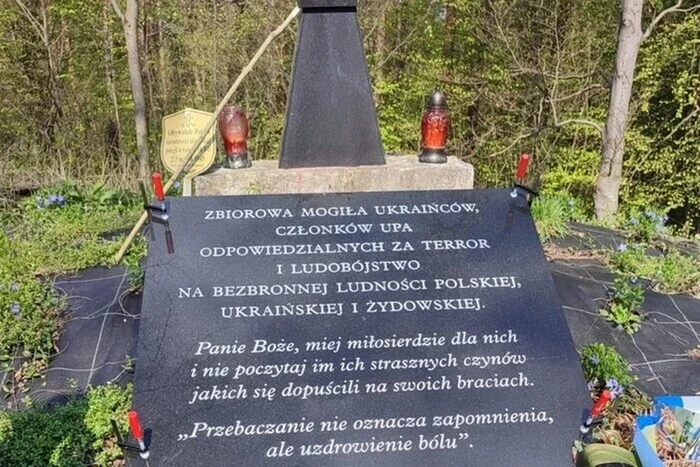 Obywatele
ZBIOROWA MOGIŁA UKRAIŃCÓW,
CZŁONKÓW UPA
ODPOWIEDZIALNYCH ZA TERROR
I LUDOBÓJSTWO
NA BEZBRONNEJ LUDNOŚCI POLSKIEJ,
UKRAIŃSKIEJ I ŻYDOWSKIEJ.
Panie Boże, miej miłosierdzie dla nich
i nie poczytaj im ich strasznych czynów
jakich się dopuścili na swoich braciach.
„Przebaczanie nie oznacza zapomnienia,
ale uzdrowienie bólu”.